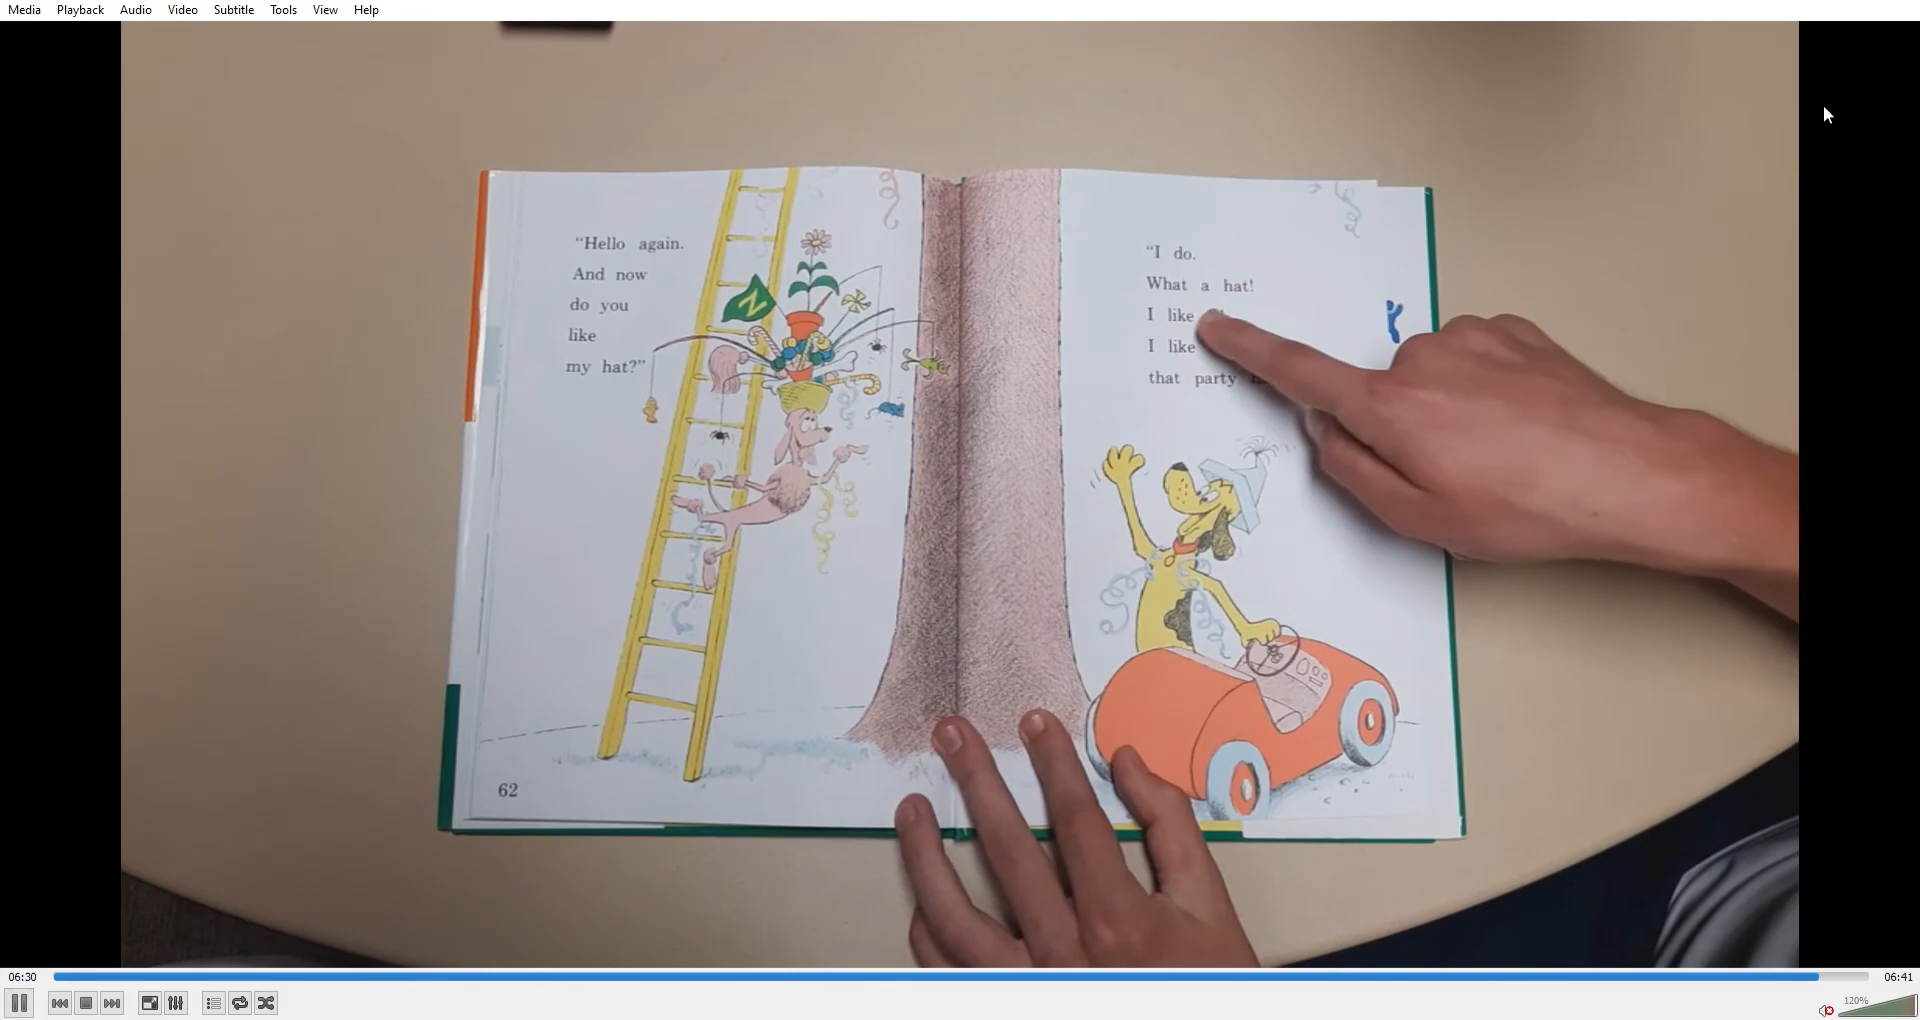 Media Playback Audio Video Subtitle Tools View Help
“Hello again.
And now
do you
like
my hat?”
Z
62
“I do.
What a hat!
I like
I like
that party
06:30
06:41
120%